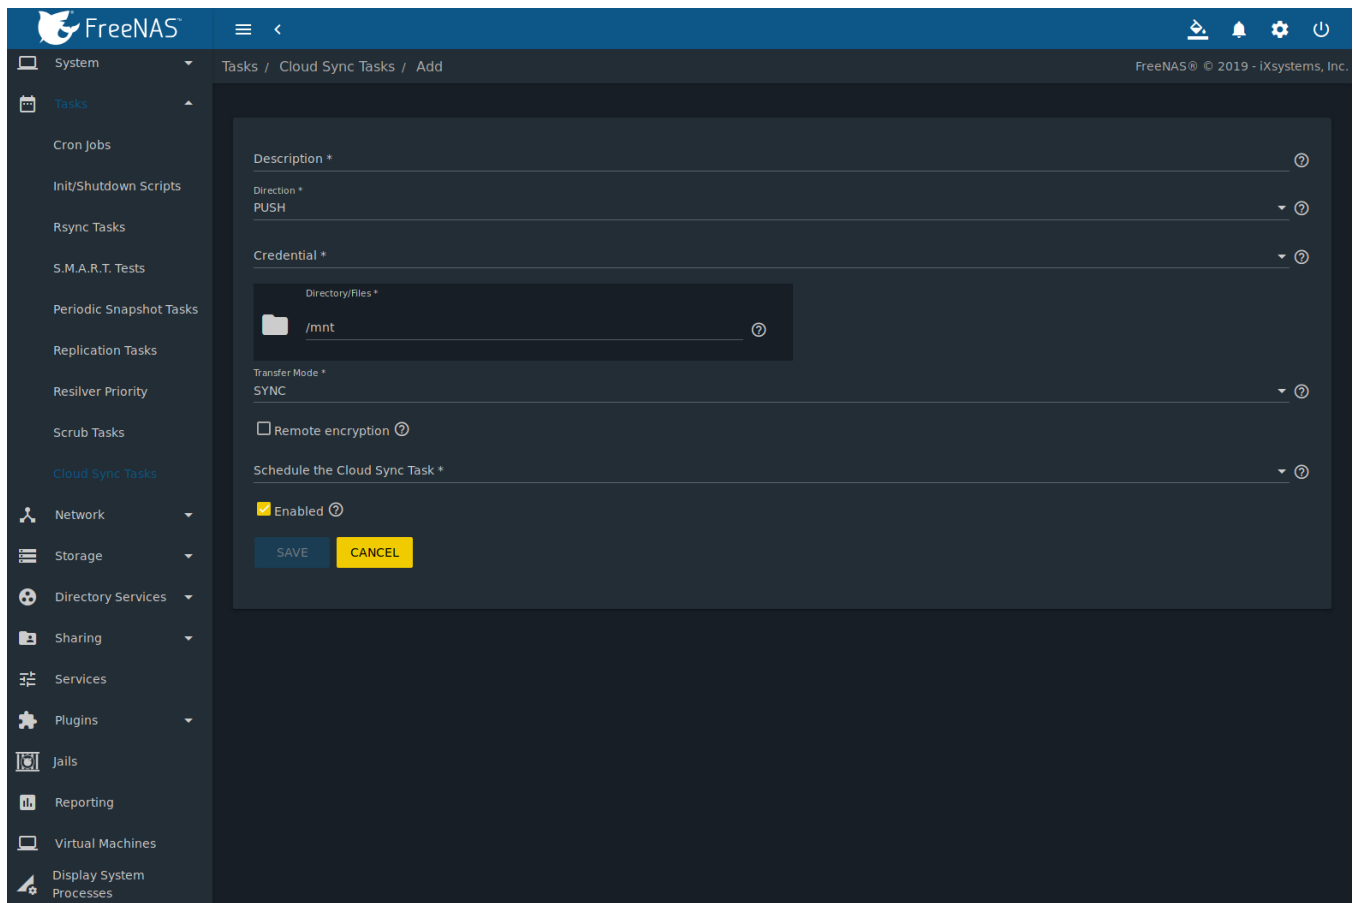 FreeNAS™
System
Tasks / Cloud Sync Tasks / Add
FreeNAS® © 2019 - iXsystems, Inc.
Tasks
Cron Jobs
Init/Shutdown Scripts
Rsync Tasks
S.M.A.R.T. Tests
Periodic Snapshot Tasks
Replication Tasks
Resilver Priority
Scrub Tasks
Cloud Sync Tasks
Network
Storage
Directory Services
Sharing
Services
Plugins
Jails
Reporting
Virtual Machines
Display System
Processes
Description *
Direction *
PUSH
Credential *
Directory/Files *
/mnt
Transfer Mode *
SYNC
Remote encryption
Schedule the Cloud Sync Task *
Enabled
SAVE
CANCEL